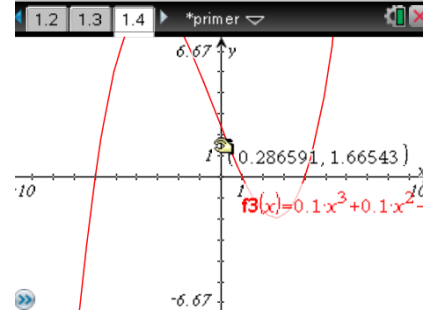 1.2 1.3 1.4 *primer
6.67 y
1 (0.286591, 1.66543)
x
-10 1 10
f3(x)=0.1·x³+0.1·x²-
-6.67